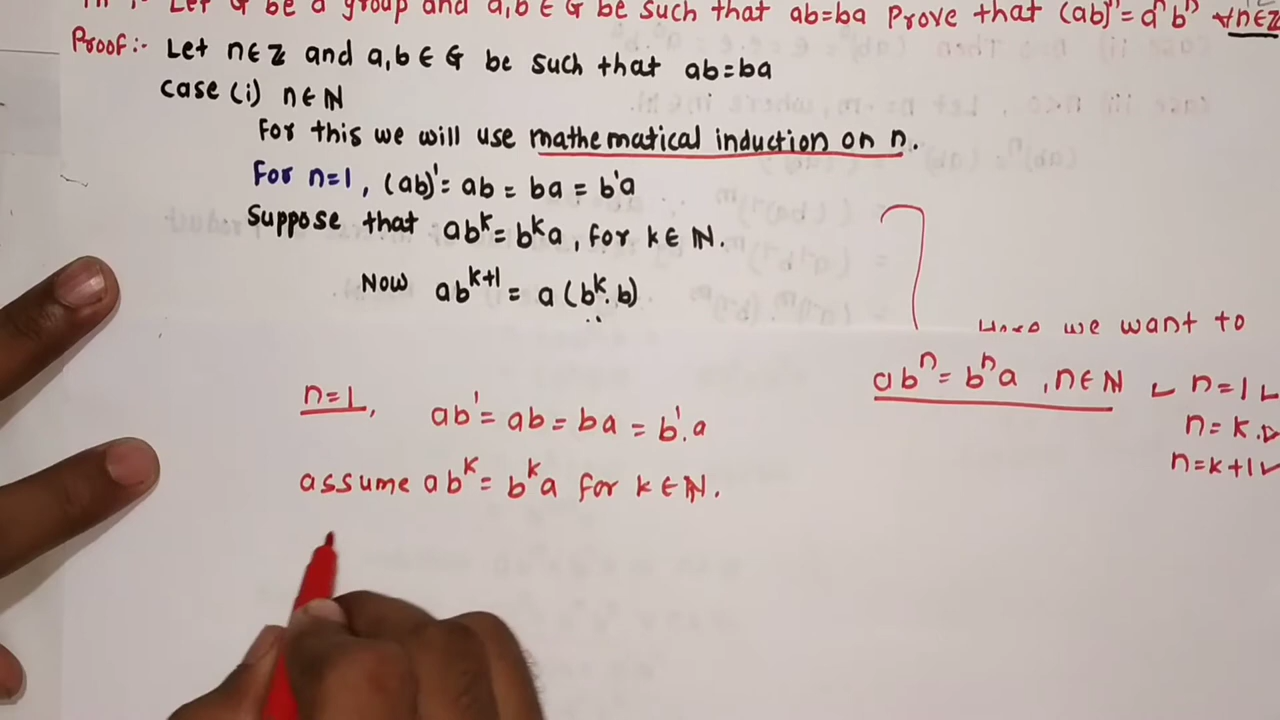 Let G be a group and a,b ∈ G be such that ab=ba Prove that (ab)ⁿ = aⁿbⁿ ∀n∈Z
Proof:- Let n∈Z and a,b ∈ G be such that ab=ba
case (i) n∈N
For this we will use mathematical induction on n.
For n=1, (ab)¹= ab = ba = b¹a
Suppose that abᵏ= bᵏa, for k∈ N.
Now abᵏ⁺¹ = a(bᵏ.b)
we want to
abⁿ= bⁿa, n∈N ✓ n=1 ✓
n=k.
n=k+1 ✓
n=1, ab¹= ab = ba = b¹.a
assume abᵏ= bᵏa for k∈N.